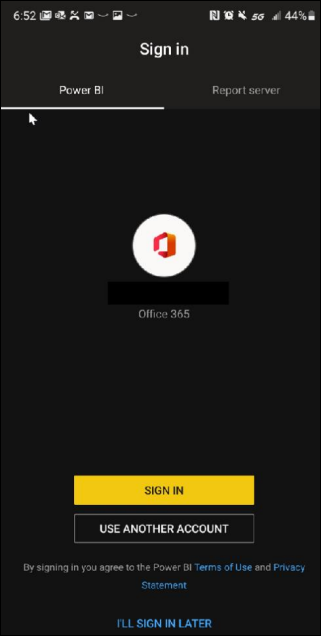 6:52 5G 44%
Sign in
Power BI Report server
Office 365
SIGN IN
USE ANOTHER ACCOUNT
By signing in you agree to the Power BI Terms of Use and Privacy
Statement
I'LL SIGN IN LATER